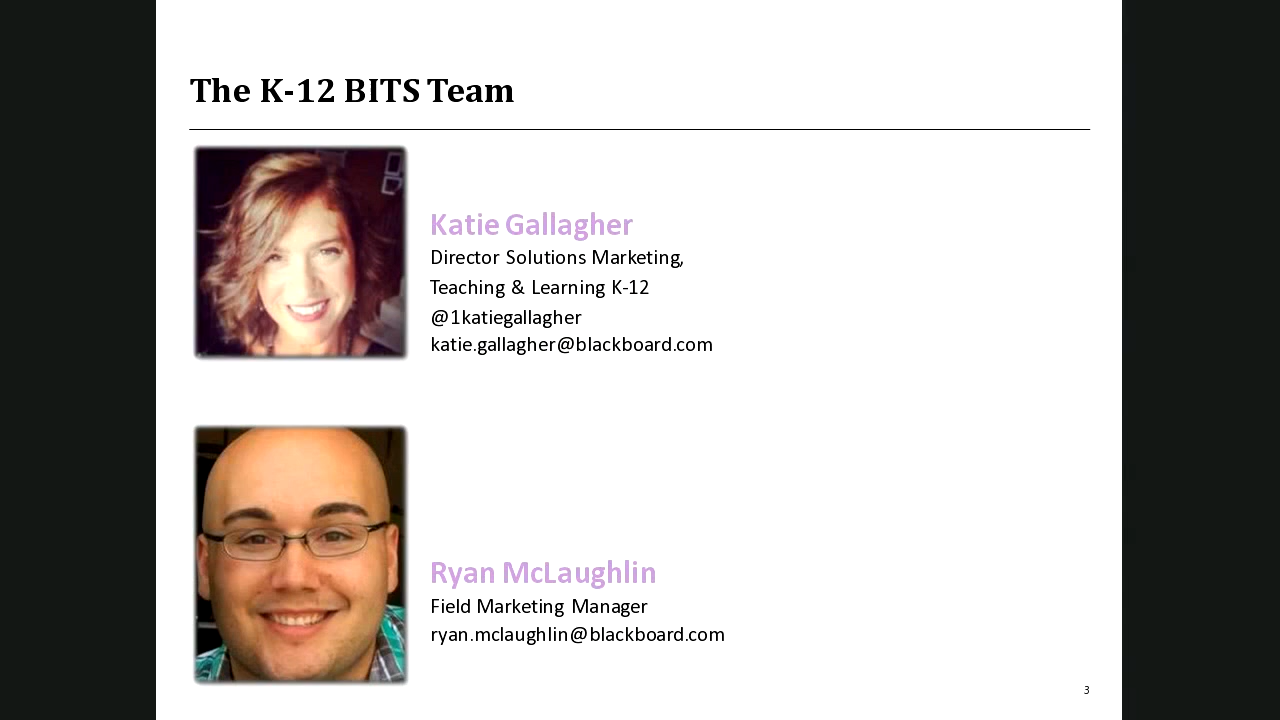 The K-12 BITS Team
Katie Gallagher
Director Solutions Marketing,
Teaching & Learning K-12
@1katiegallagher
katie.gallagher@blackboard.com
Ryan McLaughlin
Field Marketing Manager
ryan.mclaughlin@blackboard.com
3